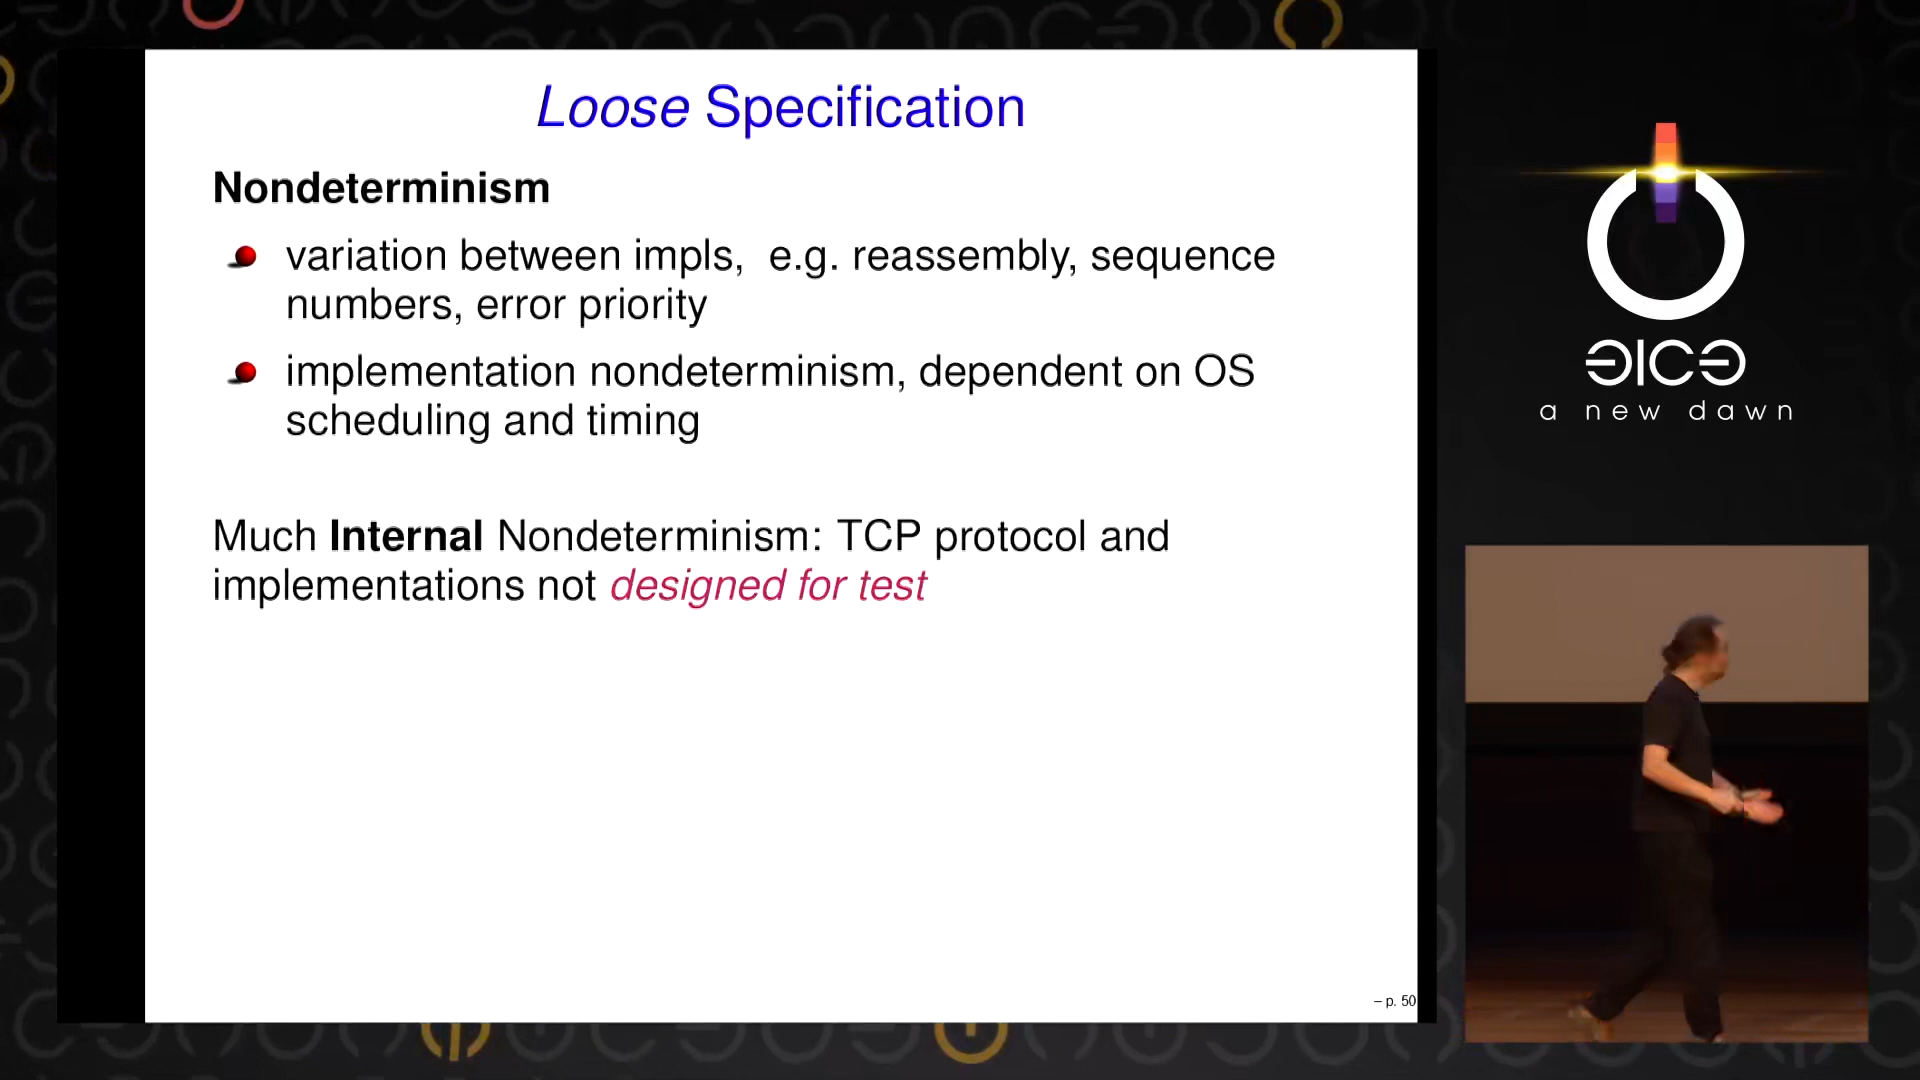 Loose Specification
Nondeterminism
variation between impls, e.g. reassembly, sequence
numbers, error priority
implementation nondeterminism, dependent on OS
scheduling and timing
Much Internal Nondeterminism: TCP protocol and
implementations not designed for test
– p. 50
a new dawn